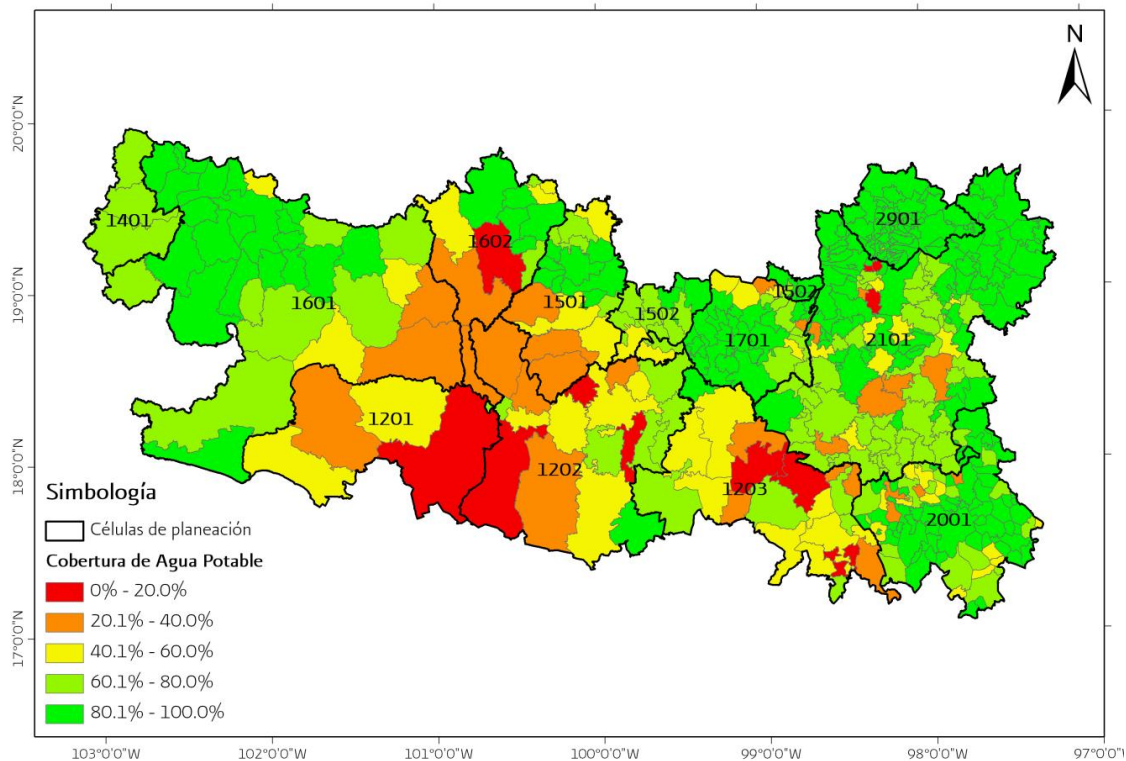 N
20°0'0"N
19°0'0"N
18°0'0"N
17°0'0"N
1401
1601
1602
1501
1502
1502
1701
2901
2101
1201
1202
1203
2001
Simbología
Células de planeación
Cobertura de Agua Potable
0% - 20.0%
20.1% - 40.0%
40.1% - 60.0%
60.1% - 80.0%
80.1% - 100.0%
103°0'0"W
102°0'0"W
101°0'0"W
100°0'0"W
99°0'0"W
98°0'0"W
97°0'0"W